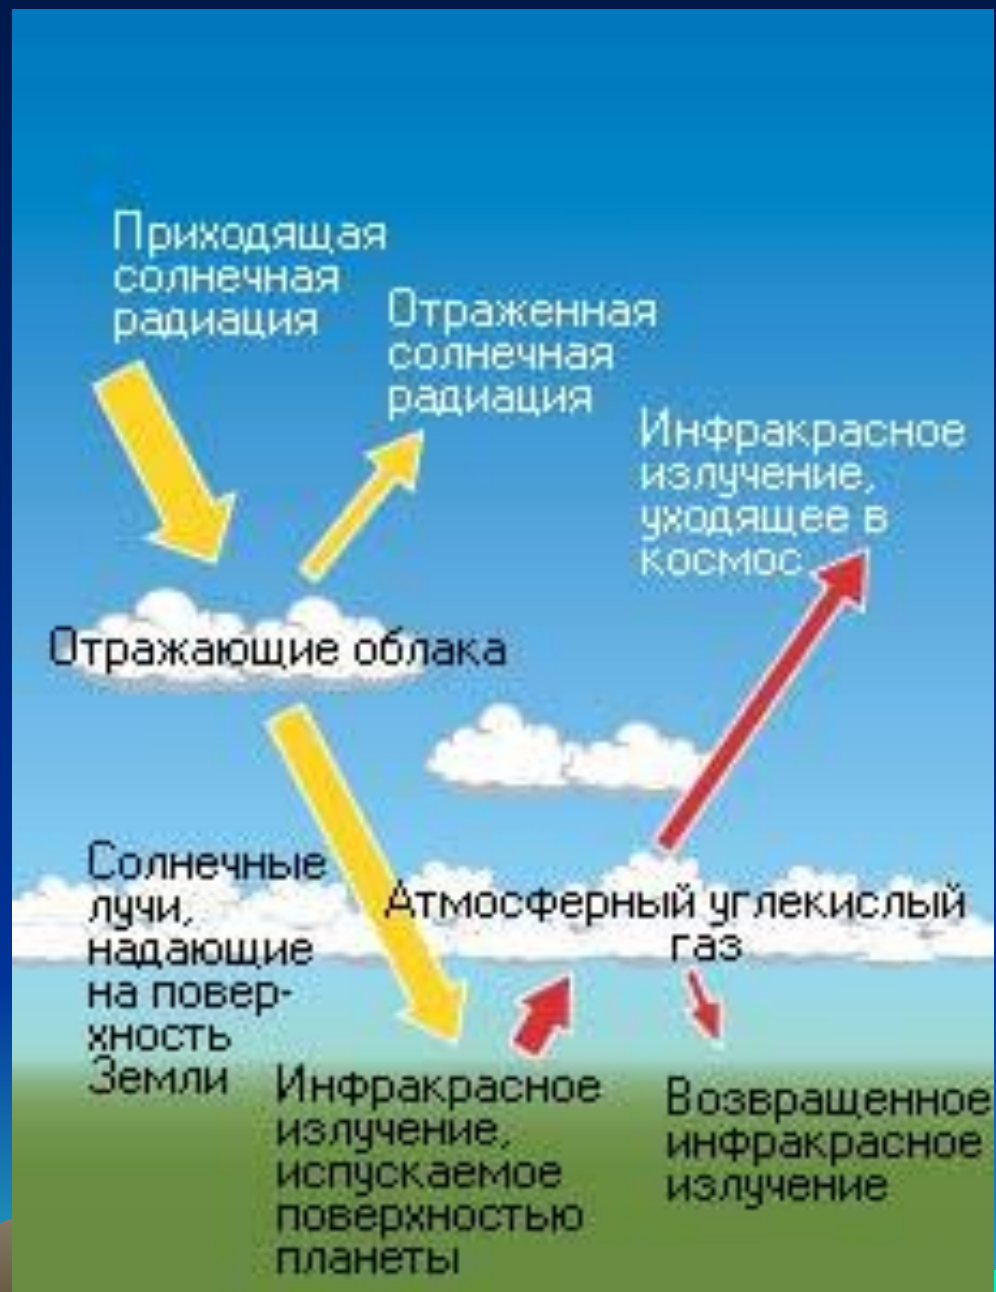 Приходящая
солнечная
радиация
Отраженная
солнечная
радиация
Инфракрасное
излучение,
уходящее в
космос
Отражающие облака
Солнечные
лучи,
надающие
на повер-
хность
Земли
Атмосферный углекислый
газ
Инфракрасное
излучение,
испускаемое
поверхностью
планеты
Возвращенное
инфракрасное
излучение